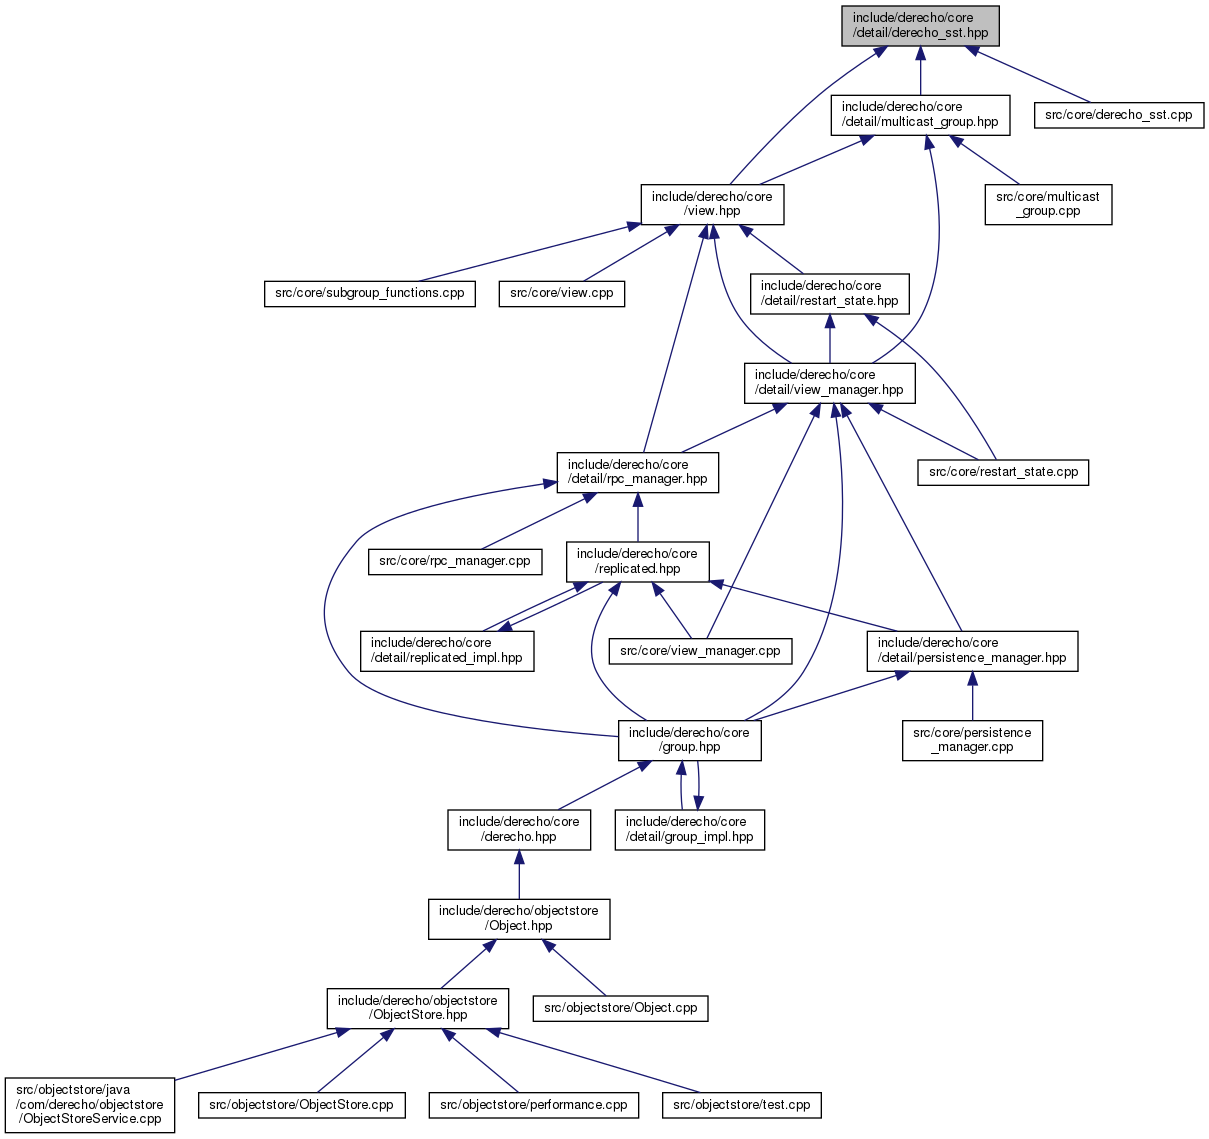 include/derecho/core
/detail/derecho_sst.hpp
include/derecho/core
/detail/multicast_group.hpp
src/core/derecho_sst.cpp
include/derecho/core
/view.hpp
src/core/multicast
_group.cpp
src/core/subgroup_functions.cpp
src/core/view.cpp
include/derecho/core
/detail/restart_state.hpp
include/derecho/core
/detail/view_manager.hpp
include/derecho/core
/detail/rpc_manager.hpp
src/core/restart_state.cpp
src/core/rpc_manager.cpp
include/derecho/core
/replicated.hpp
include/derecho/core
/detail/replicated_impl.hpp
src/core/view_manager.cpp
include/derecho/core
/detail/persistence_manager.hpp
include/derecho/core
/group.hpp
src/core/persistence
_manager.cpp
include/derecho/core
/derecho.hpp
include/derecho/core
/detail/group_impl.hpp
include/derecho/objectstore
/Object.hpp
include/derecho/objectstore
/ObjectStore.hpp
src/objectstore/Object.cpp
src/objectstore/java
/com/derecho/objectstore
/ObjectStoreService.cpp
src/objectstore/ObjectStore.cpp
src/objectstore/performance.cpp
src/objectstore/test.cpp